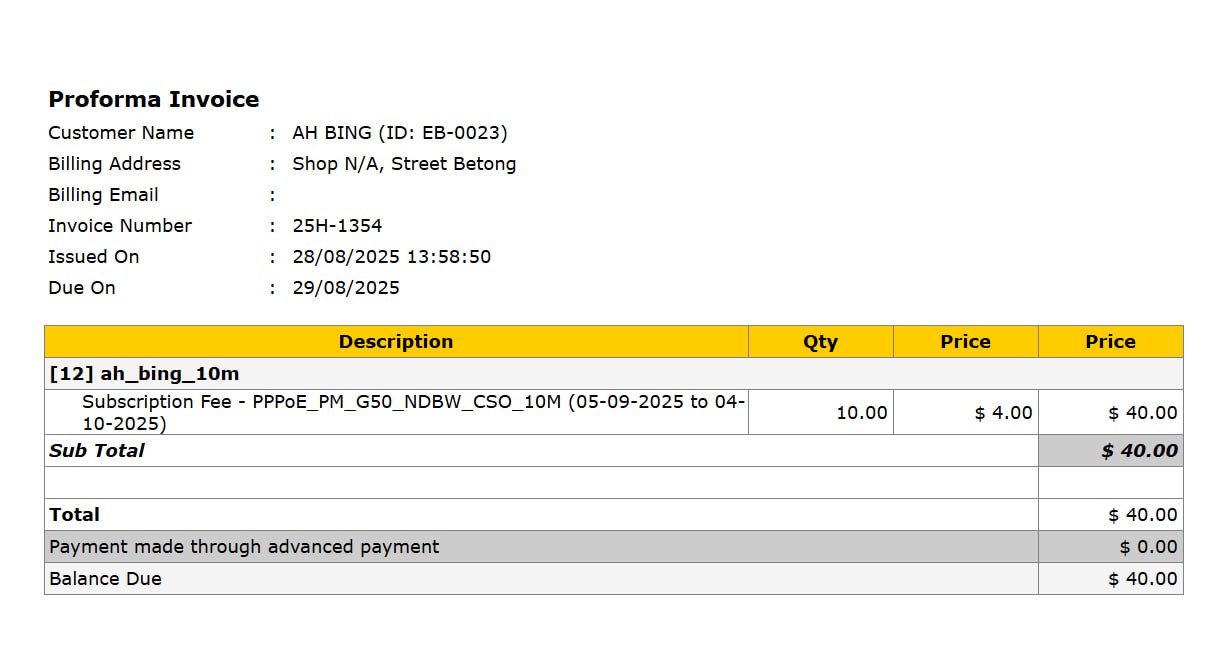 Proforma Invoice
Customer Name : AH BING (ID: EB-0023)
Billing Address : Shop N/A, Street Betong
Billing Email :
Invoice Number : 25H-1354
Issued On : 28/08/2025 13:58:50
Due On : 29/08/2025
Description Qty Price Price
[12] ah_bing_10m
Subscription Fee - PPPoE_PM_G50_NDBW_CSO_10M (05-09-2025 to 04-
10-2025) 10.00 $ 4.00 $ 40.00
Sub Total $ 40.00
Total $ 40.00
Payment made through advanced payment $ 0.00
Balance Due $ 40.00